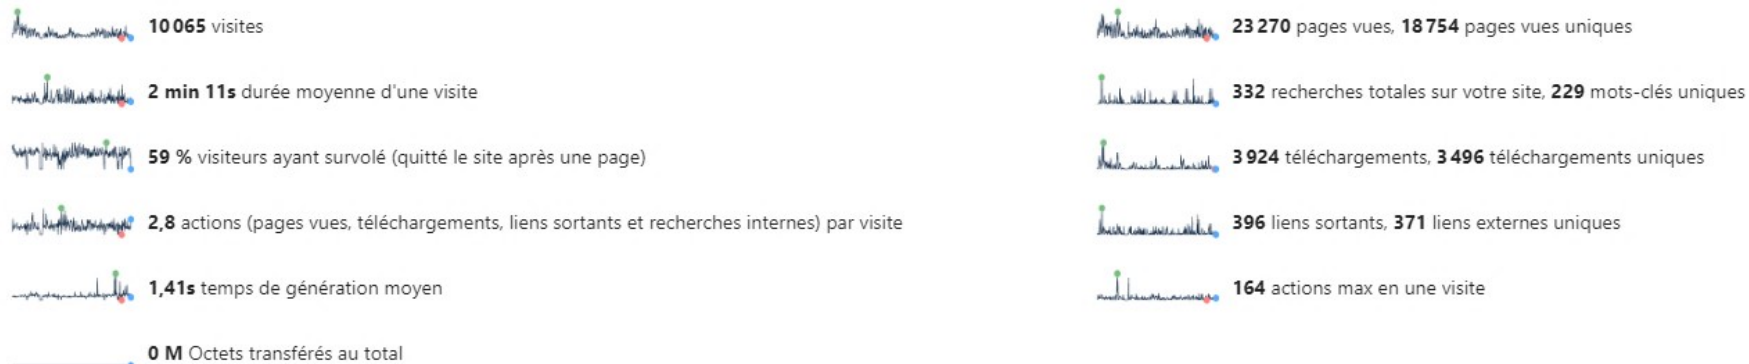 10 065 visites
2 min 11s durée moyenne d'une visite
59 % visiteurs ayant survolé (quitté le site après une page)
2,8 actions (pages vues, téléchargements, liens sortants et recherches internes) par visite
1,41s temps de génération moyen
0 M Octets transférés au total
23 270 pages vues, 18 754 pages vues uniques
332 recherches totales sur votre site, 229 mots-clés uniques
3 924 téléchargements, 3 496 téléchargements uniques
396 liens sortants, 371 liens externes uniques
164 actions max en une visite